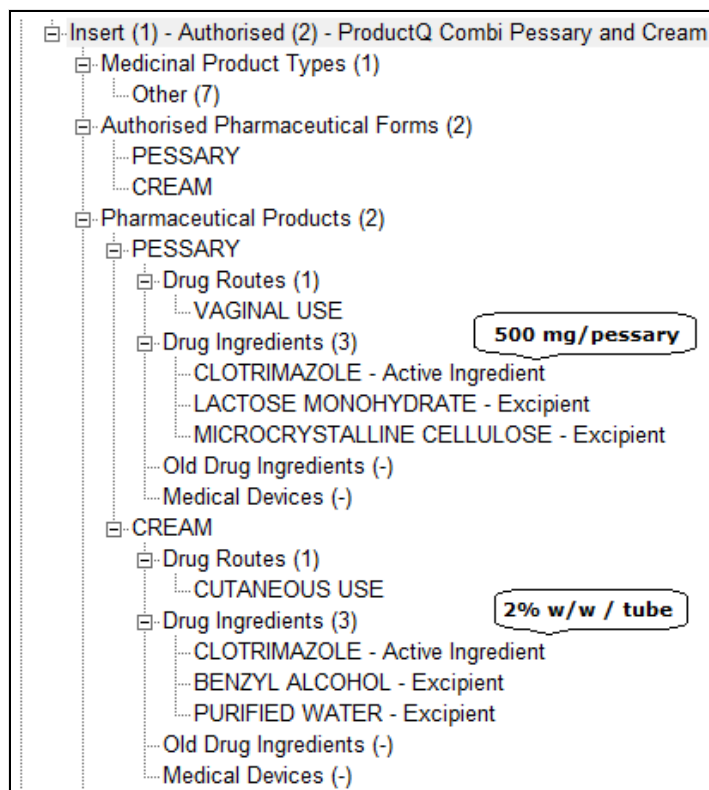 Insert (1) - Authorised (2) - ProductQ Combi Pessary and Cream
Medicinal Product Types (1)
Other (7)
Authorised Pharmaceutical Forms (2)
PESSARY
CREAM
Pharmaceutical Products (2)
PESSARY
Drug Routes (1)
VAGINAL USE
Drug Ingredients (3)
500 mg/pessary
CLOTRIMAZOLE - Active Ingredient
LACTOSE MONOHYDRATE - Excipient
MICROCRYSTALLINE CELLULOSE - Excipient
Old Drug Ingredients (-)
Medical Devices (-)
CREAM
Drug Routes (1)
CUTANEOUS USE
Drug Ingredients (3)
2% w/w / tube
CLOTRIMAZOLE - Active Ingredient
BENZYL ALCOHOL - Excipient
PURIFIED WATER - Excipient
Old Drug Ingredients (-)
Medical Devices (-)